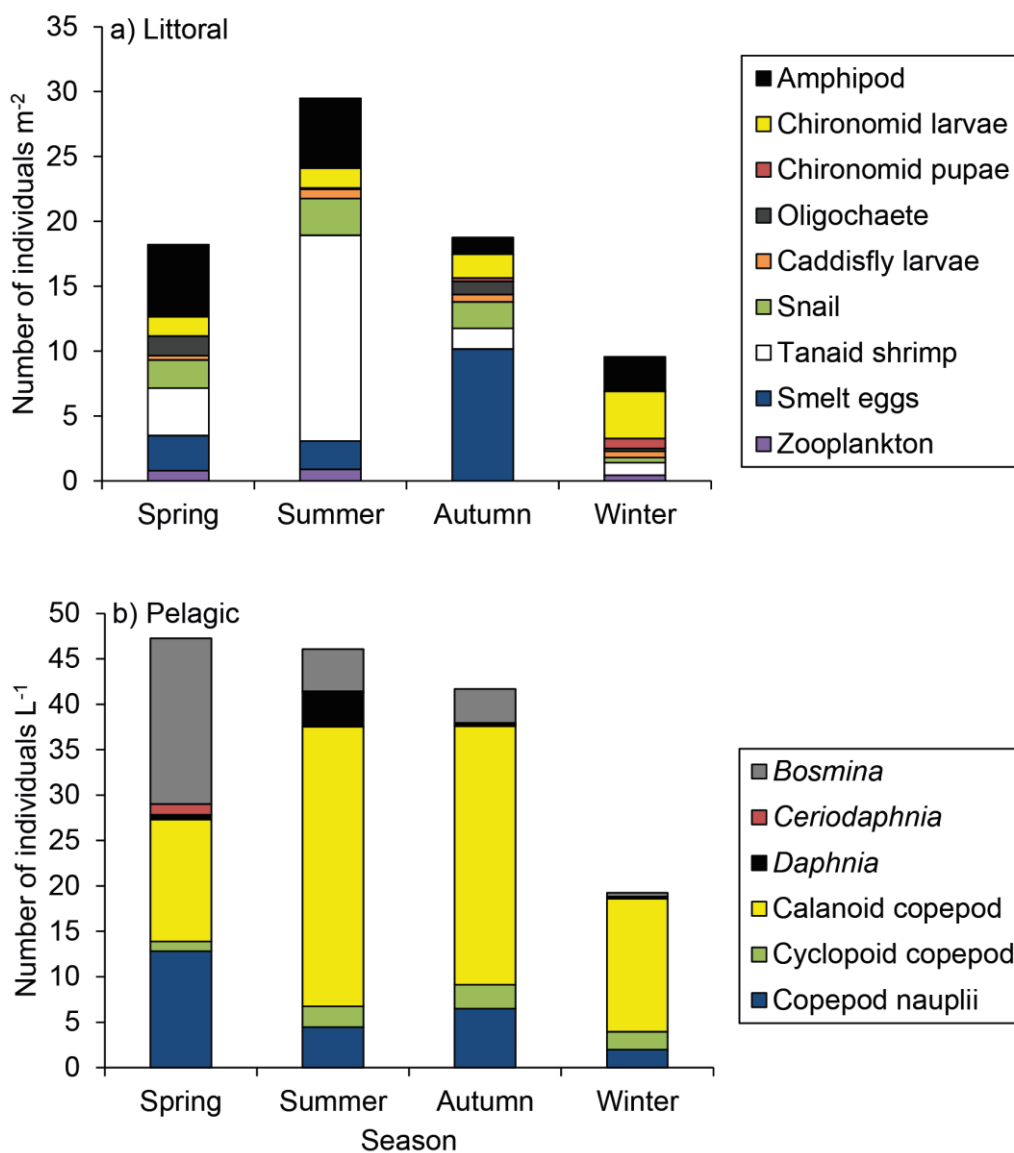 a) Littoral
35
30
25
20
15
10
5
0
Number of individuals m⁻²
Spring Summer Autumn Winter
Amphipod
Chironomid larvae
Chironomid pupae
Oligochaete
Caddisfly larvae
Snail
Tanaid shrimp
Smelt eggs
Zooplankton
b) Pelagic
50
45
40
35
30
25
20
15
10
5
0
Number of individuals L⁻¹
Spring Summer Autumn Winter
Season
Bosmina
Ceriodaphnia
Daphnia
Calanoid copepod
Cyclopoid copepod
Copepod nauplii